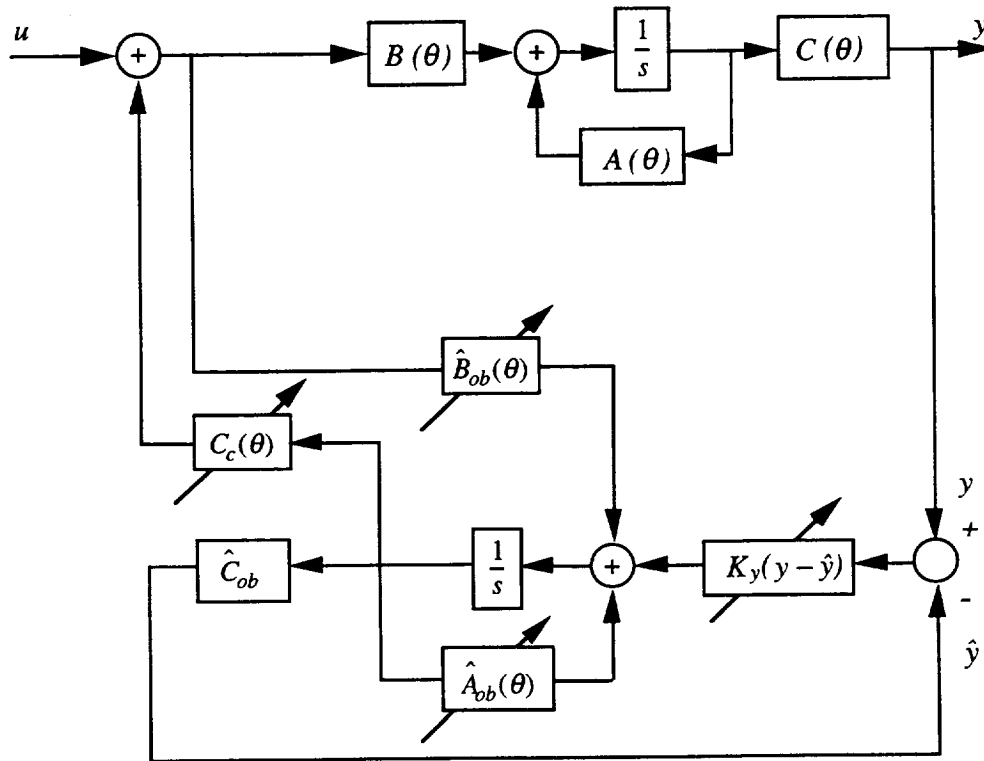 u
+
B(θ)
+
1/s
C(θ)
y
A(θ)
B̂_ob(θ)
C_c(θ)
y
+
Ĉ_ob
1/s
+
K_y(y − ŷ)
-
ŷ
Â_ob(θ)